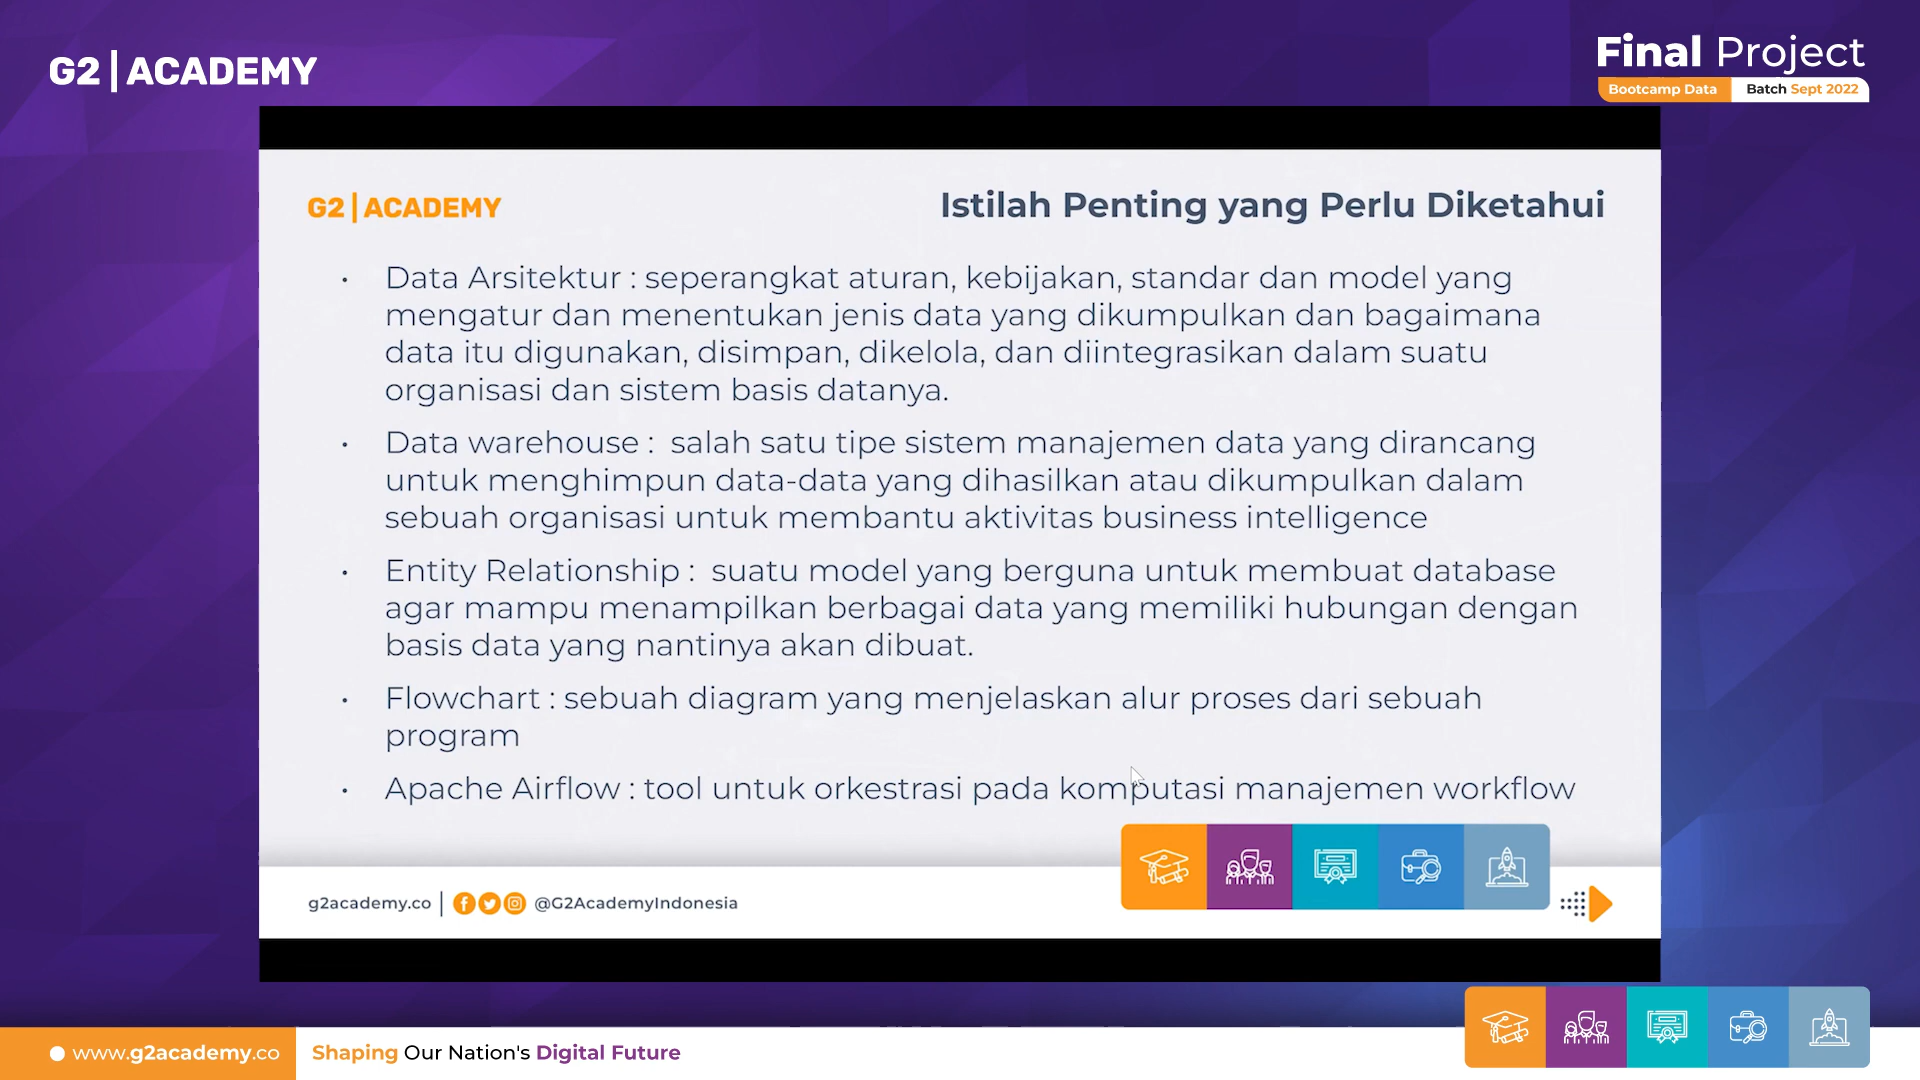 G2 | ACADEMY
Final Project
Bootcamp Data Batch Sept 2022
G2 | ACADEMY
Istilah Penting yang Perlu Diketahui
• Data Arsitektur : seperangkat aturan, kebijakan, standar dan model yang
mengatur dan menentukan jenis data yang dikumpulkan dan bagaimana
data itu digunakan, disimpan, dikelola, dan diintegrasikan dalam suatu
organisasi dan sistem basis datanya.
• Data warehouse : salah satu tipe sistem manajemen data yang dirancang
untuk menghimpun data-data yang dihasilkan atau dikumpulkan dalam
sebuah organisasi untuk membantu aktivitas business intelligence
• Entity Relationship : suatu model yang berguna untuk membuat database
agar mampu menampilkan berbagai data yang memiliki hubungan dengan
basis data yang nantinya akan dibuat.
• Flowchart : sebuah diagram yang menjelaskan alur proses dari sebuah
program
• Apache Airflow : tool untuk orkestrasi pada komputasi manajemen workflow
g2academy.co | @G2AcademyIndonesia
www.g2academy.co Shaping Our Nation's Digital Future